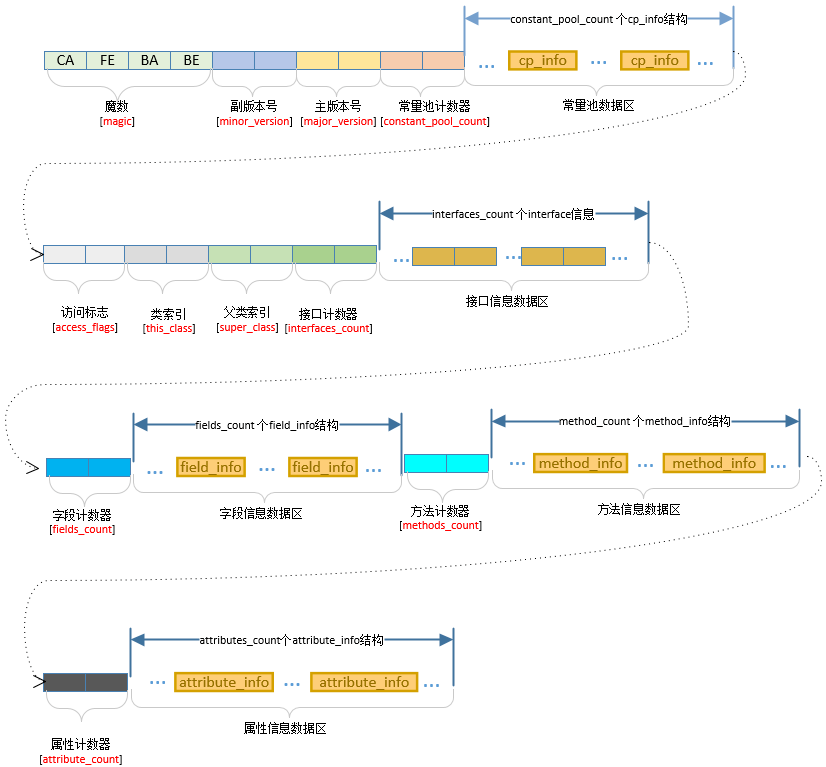 constant_pool_count 个cp_info结构
CA FE BA BE
... cp_info ... cp_info ...
魔数
[magic]
副版本号
[minor_version]
主版本号
[major_version]
常量池计数器
[constant_pool_count]
常量池数据区
interfaces_count 个interface信息
... ... ...
访问标志
[access_flags]
类索引
[this_class]
父类索引
[super_class]
接口计数器
[interfaces_count]
接口信息数据区
fields_count 个field_info结构
method_count 个method_info结构
... field_info ... field_info ...
... method_info ... method_info ...
字段计数器
[fields_count]
字段信息数据区
方法计数器
[methods_count]
方法信息数据区
attributes_count个attribute_info结构
... attribute_info ... attribute_info ...
属性计数器
[attribute_count]
属性信息数据区